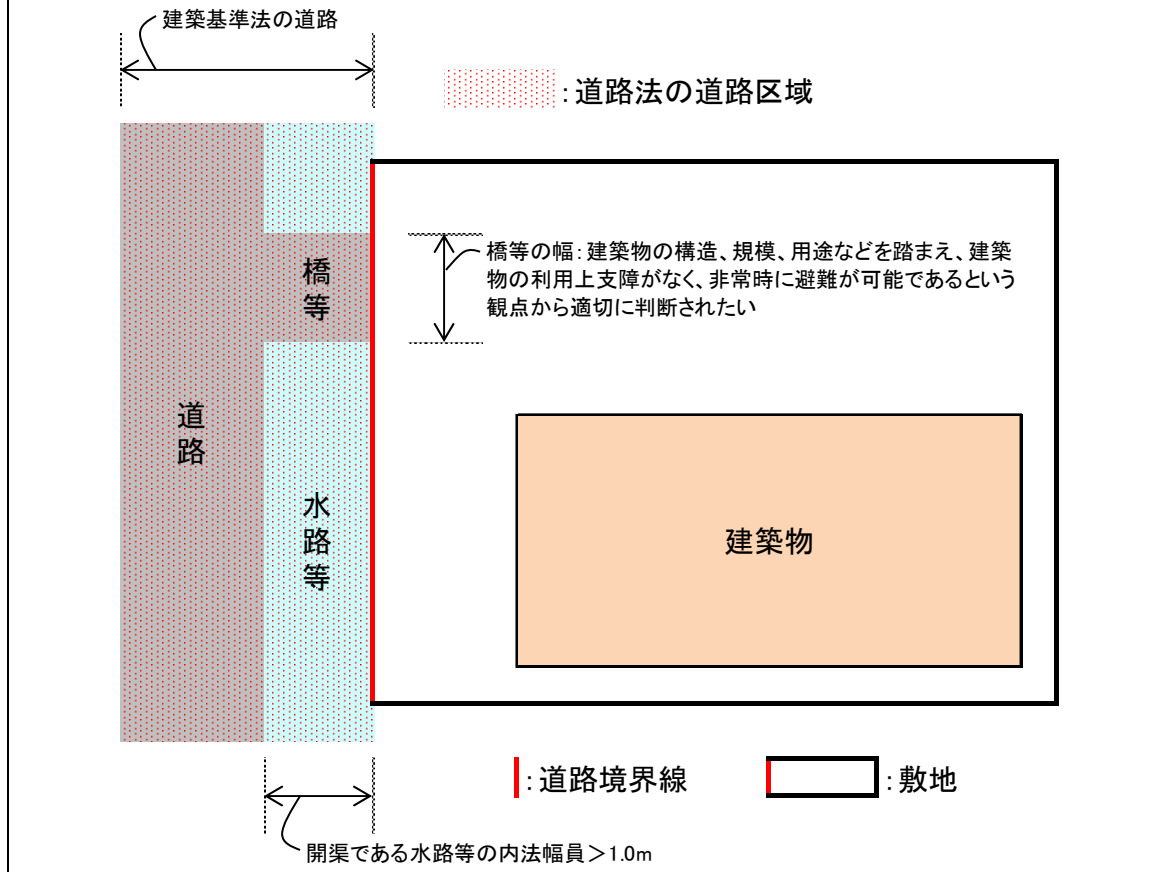 建築基準法の道路
：道路法の道路区域
橋等の幅：建築物の構造、規模、用途などを踏まえ、建築
物の利用上支障がなく、非常時に避難が可能であるという
観点から適切に判断されたい
橋等
道路
水路等
建築物
：道路境界線
：敷地
開渠である水路等の内法幅員＞1.0m